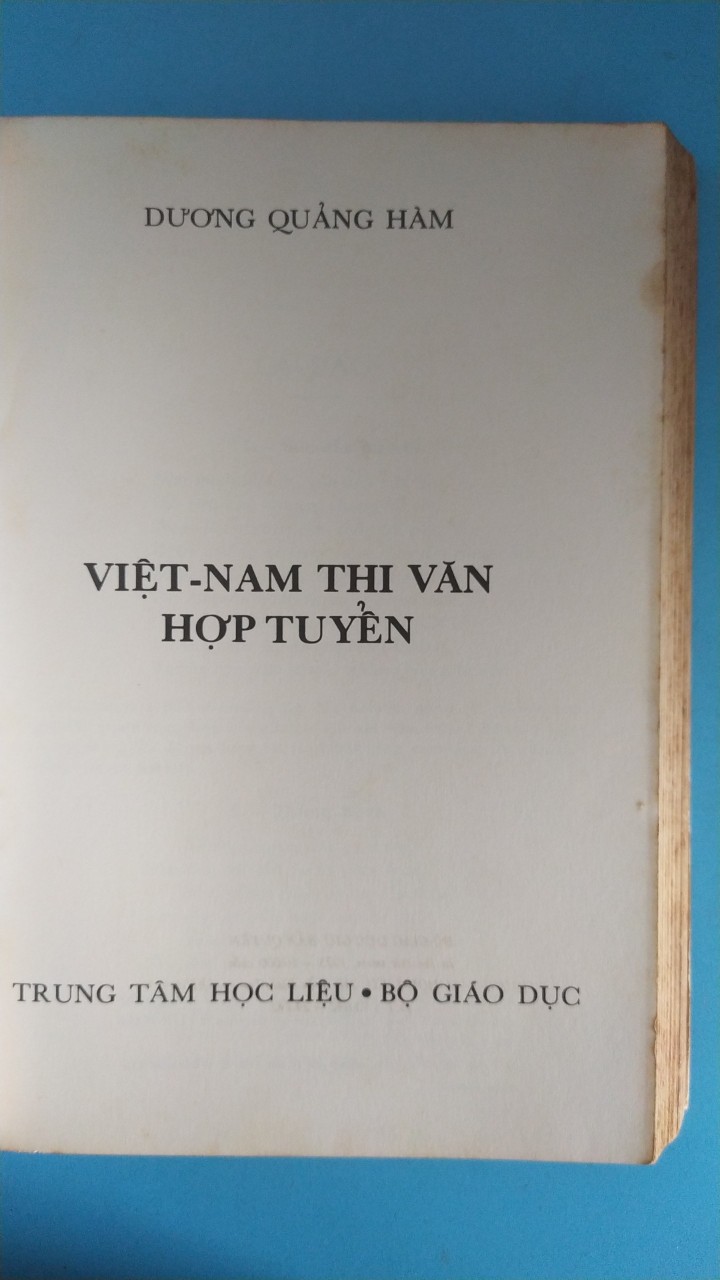 DƯƠNG QUẢNG HÀM
VIỆT-NAM THI VĂN
HỢP TUYỂN
TRUNG TÂM HỌC LIỆU • BỘ GIÁO DỤC